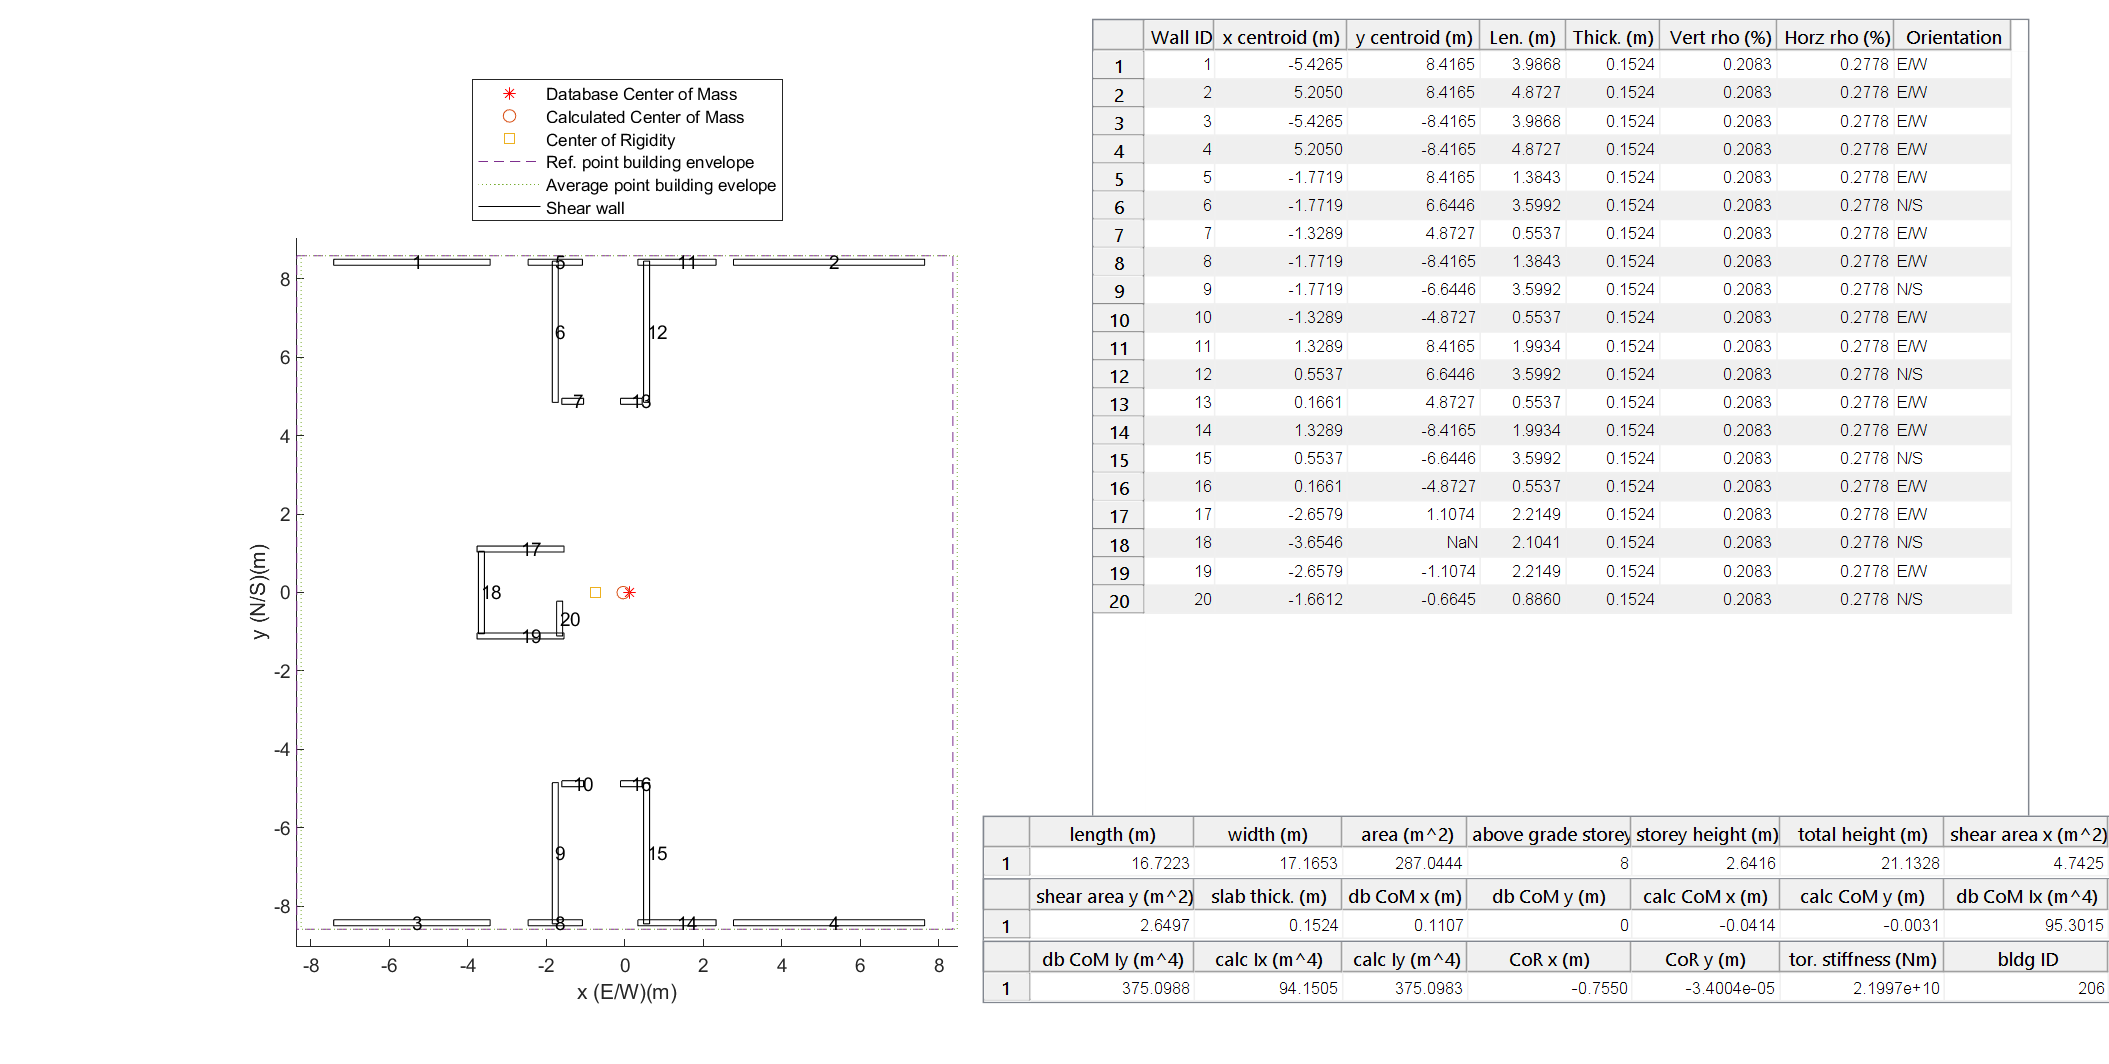 Database Center of Mass
Calculated Center of Mass
Center of Rigidity
Ref. point building envelope
Average point building evelope
Shear wall
y (N/S)(m)
8
6
4
2
0
-2
-4
-6
-8
1 5 11 2
6 12
7 13
17
18
20
19
10 16
9 15
3 8 14 4
-8 -6 -4 -2 0 2 4 6 8
x (E/W)(m)
Wall ID x centroid (m) y centroid (m) Len. (m) Thick. (m) Vert rho (%) Horz rho (%) Orientation
1 1 -5.4265 8.4165 3.9868 0.1524 0.2083 0.2778 E/W
2 2 5.2050 8.4165 4.8727 0.1524 0.2083 0.2778 E/W
3 3 -5.4265 -8.4165 3.9868 0.1524 0.2083 0.2778 E/W
4 4 5.2050 -8.4165 4.8727 0.1524 0.2083 0.2778 E/W
5 5 -1.7719 8.4165 1.3843 0.1524 0.2083 0.2778 E/W
6 6 -1.7719 6.6446 3.5992 0.1524 0.2083 0.2778 N/S
7 7 -1.3289 4.8727 0.5537 0.1524 0.2083 0.2778 E/W
8 8 -1.7719 -8.4165 1.3843 0.1524 0.2083 0.2778 E/W
9 9 -1.7719 -6.6446 3.5992 0.1524 0.2083 0.2778 N/S
10 10 -1.3289 -4.8727 0.5537 0.1524 0.2083 0.2778 E/W
11 11 1.3289 8.4165 1.9934 0.1524 0.2083 0.2778 E/W
12 12 0.5537 6.6446 3.5992 0.1524 0.2083 0.2778 N/S
13 13 0.1661 4.8727 0.5537 0.1524 0.2083 0.2778 E/W
14 14 1.3289 -8.4165 1.9934 0.1524 0.2083 0.2778 E/W
15 15 0.5537 -6.6446 3.5992 0.1524 0.2083 0.2778 N/S
16 16 0.1661 -4.8727 0.5537 0.1524 0.2083 0.2778 E/W
17 17 -2.6579 1.1074 2.2149 0.1524 0.2083 0.2778 E/W
18 18 -3.6546 NaN 2.1041 0.1524 0.2083 0.2778 N/S
19 19 -2.6579 -1.1074 2.2149 0.1524 0.2083 0.2778 E/W
20 20 -1.6612 -0.6645 0.8860 0.1524 0.2083 0.2778 N/S
length (m) width (m) area (m^2) above grade storey storey height (m) total height (m) shear area x (m^2)
1 16.7223 17.1653 287.0444 8 2.6416 21.1328 4.7425
shear area y (m^2) slab thick. (m) db CoM x (m) db CoM y (m) calc CoM x (m) calc CoM y (m) db CoM Ix (m^4)
1 2.6497 0.1524 0.1107 0 -0.0414 -0.0031 95.3015
db CoM Iy (m^4) calc Ix (m^4) calc Iy (m^4) CoR x (m) CoR y (m) tor. stiffness (Nm) bldg ID
1 375.0988 94.1505 375.0983 -0.7550 -3.4004e-05 2.1997e+10 206